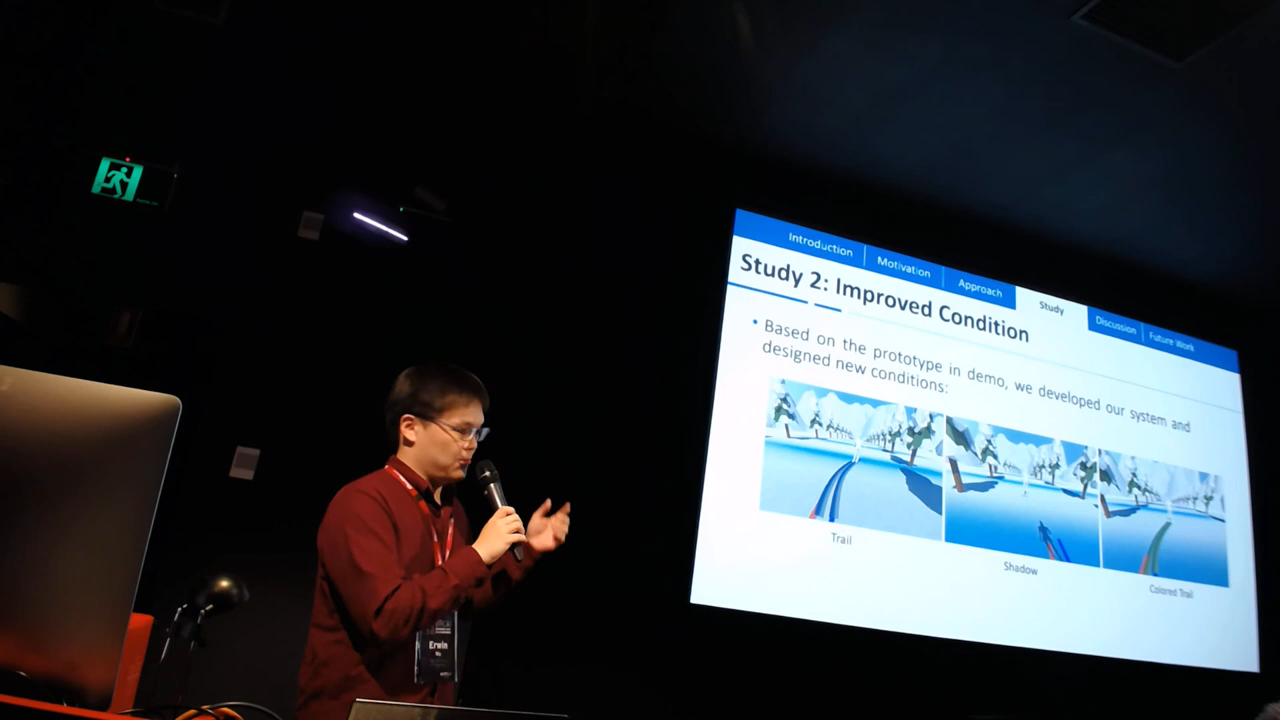 Introduction
Motivation
Approach
Study
Discussion
Future Work
Study 2: Improved Condition
• Based on the prototype in demo, we developed our system and
designed new conditions:
Trail
Shadow
Colored Trail
Erwin
Wu